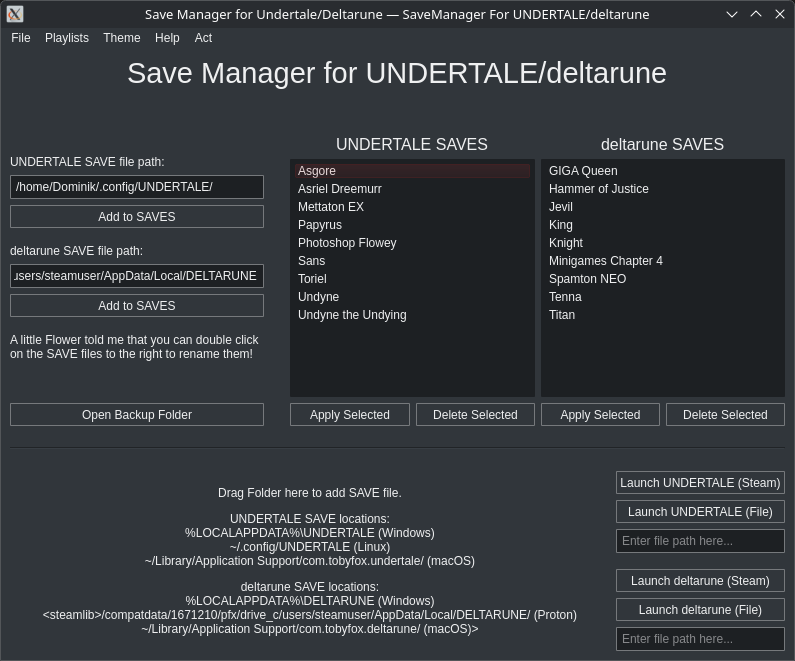 Save Manager for Undertale/Deltarune — SaveManager For UNDERTALE/deltarune
File Playlists Theme Help Act
Save Manager for UNDERTALE/deltarune
UNDERTALE SAVE file path:
/home/Dominik/.config/UNDERTALE/
Add to SAVES
deltarune SAVE file path:
users/steamuser/AppData/Local/DELTARUNE
Add to SAVES
A little Flower told me that you can double click
on the SAVE files to the right to rename them!
Open Backup Folder
UNDERTALE SAVES
Asgore
Asriel Dreemurr
Mettaton EX
Papyrus
Photoshop Flowey
Sans
Toriel
Undyne
Undyne the Undying
Apply Selected
Delete Selected
deltarune SAVES
GIGA Queen
Hammer of Justice
Jevil
King
Knight
Minigames Chapter 4
Spamton NEO
Tenna
Titan
Apply Selected
Delete Selected
Drag Folder here to add SAVE file.
UNDERTALE SAVE locations:
%LOCALAPPDATA%\UNDERTALE (Windows)
~/.config/UNDERTALE (Linux)
~/Library/Application Support/com.tobyfox.undertale/ (macOS)
deltarune SAVE locations:
%LOCALAPPDATA%\DELTARUNE (Windows)
<steamlib>/compatdata/1671210/pfx/drive_c/users/steamuser/AppData/Local/DELTARUNE/ (Proton)
~/Library/Application Support/com.tobyfox.deltarune/ (macOS)>
Launch UNDERTALE (Steam)
Launch UNDERTALE (File)
Enter file path here...
Launch deltarune (Steam)
Launch deltarune (File)
Enter file path here...